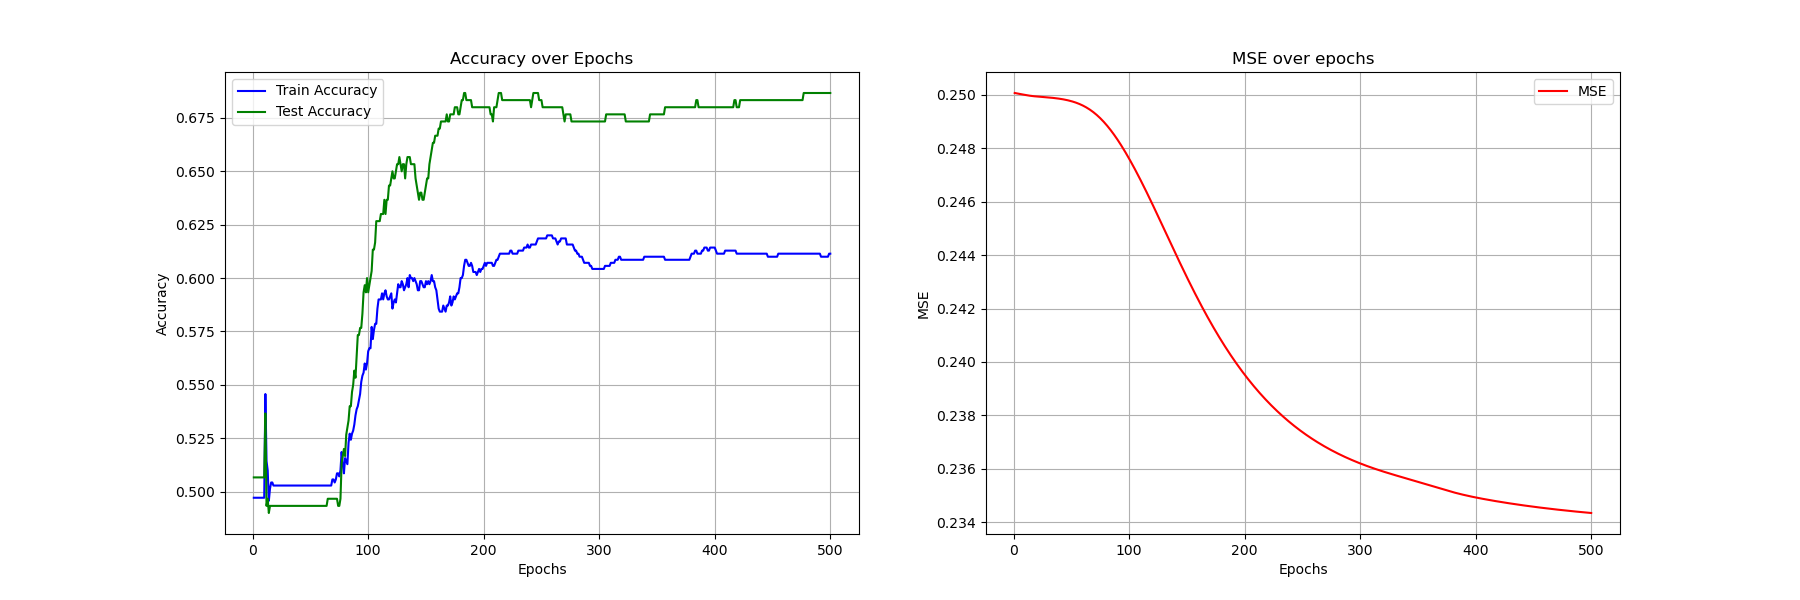 Accuracy over Epochs
Train Accuracy
Test Accuracy
0.675
0.650
0.625
0.600
0.575
0.550
0.525
0.500
Accuracy
0 100 200 300 400 500
Epochs
MSE over epochs
MSE
0.250
0.248
0.246
0.244
0.242
0.240
0.238
0.236
0.234
MSE
0 100 200 300 400 500
Epochs